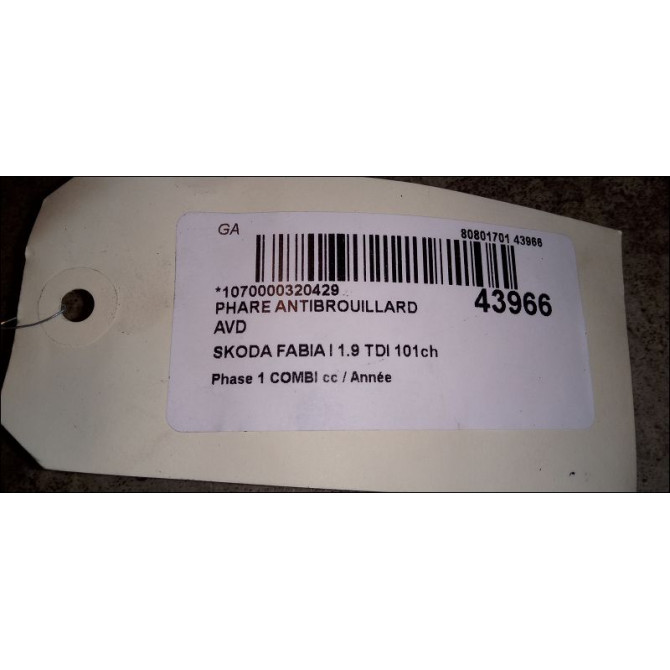 GA
80801701 43966
*1070000320429
43966
PHARE ANTIBROUILLARD
AVD
SKODA FABIA I 1.9 TDI 101ch
Phase 1 COMBI cc / Année